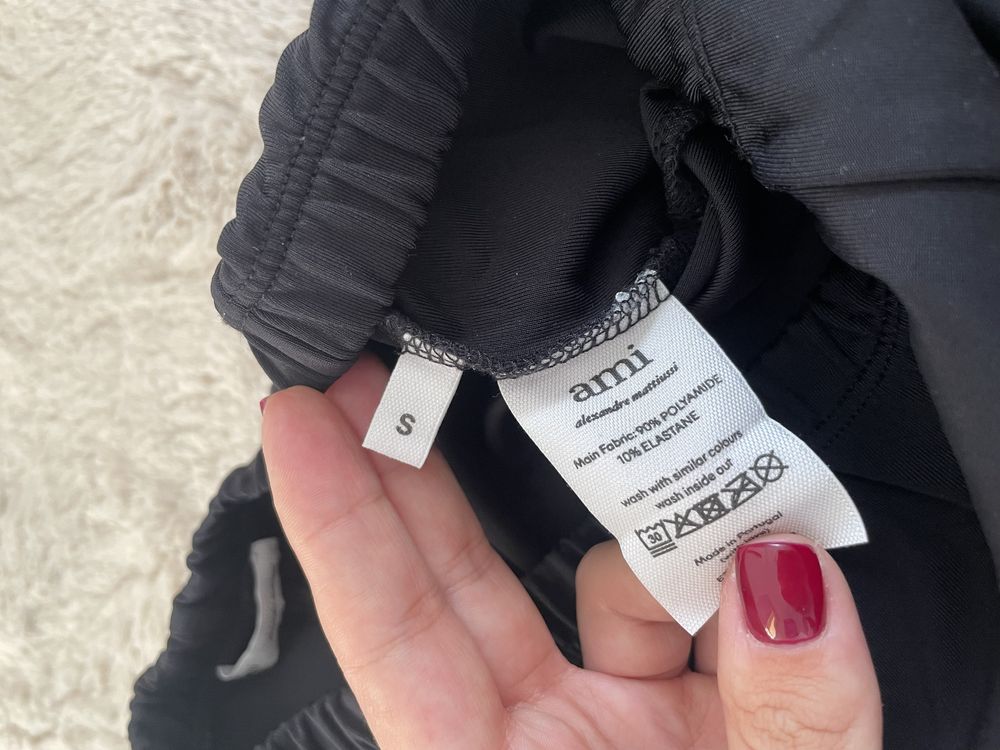 S
ami
alexandre mattiussi
Main Fabric:90% POLYAMIDE
10% ELASTANE
wash with similar colours
wash inside out
30
Made in Portugal